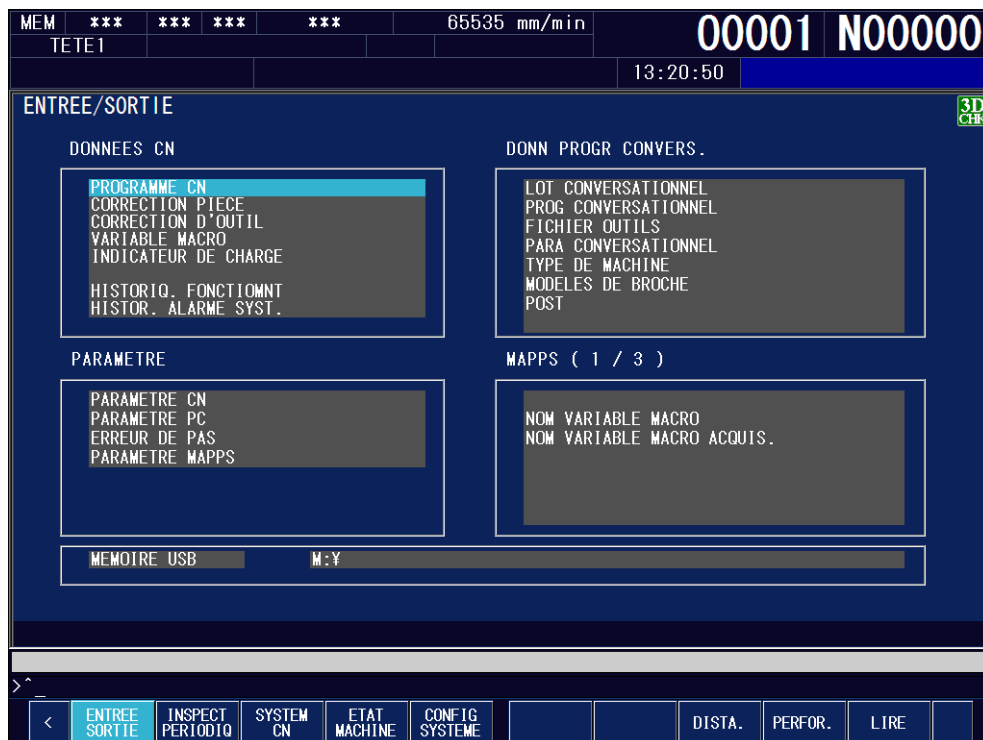 MEM *** *** *** *** 65535 mm/min 00001 N00000
TETE1
13:20:50
ENTREE/SORTIE
3D
CHK
DONNEES CN
PROGRAMME CN
CORRECTION PIECE
CORRECTION D'OUTIL
VARIABLE MACRO
INDICATEUR DE CHARGE
HISTORIQ. FONCTIOMNT
HISTOR. ALARME SYST.
DONN PROGR CONVERS.
LOT CONVERSATIONNEL
PROG CONVERSATIONNEL
FICHIER OUTILS
PARA CONVERSATIONNEL
TYPE DE MACHINE
MODELES DE BROCHE
POST
PARAMETRE
PARAMETRE CN
PARAMETRE PC
ERREUR DE PAS
PARAMETRE MAPPS
MAPPS ( 1 / 3 )
NOM VARIABLE MACRO
NOM VARIABLE MACRO ACQUIS.
MEMOIRE USB M:¥
>^_
< ENTREE SORTIE INSPECT PERIODIQ SYSTEM CN ETAT MACHINE CONFIG SYSTEME DISTA. PERFOR. LIRE